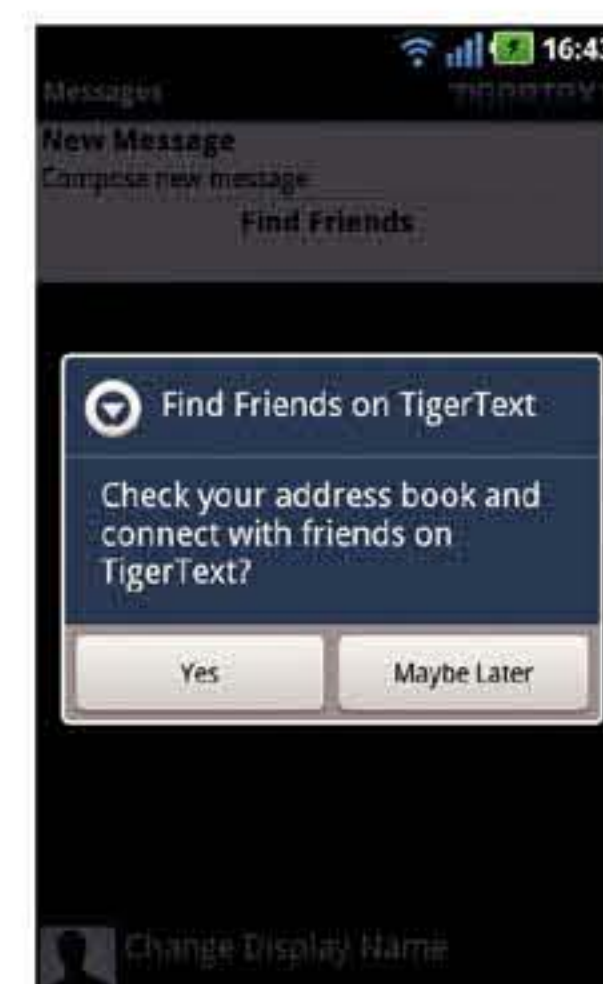 16:43
Messages
New Message
Compose new message
Find Friends
Find Friends on TigerText
Check your address book and
connect with friends on
TigerText?
Yes
Maybe Later
Change Display Name